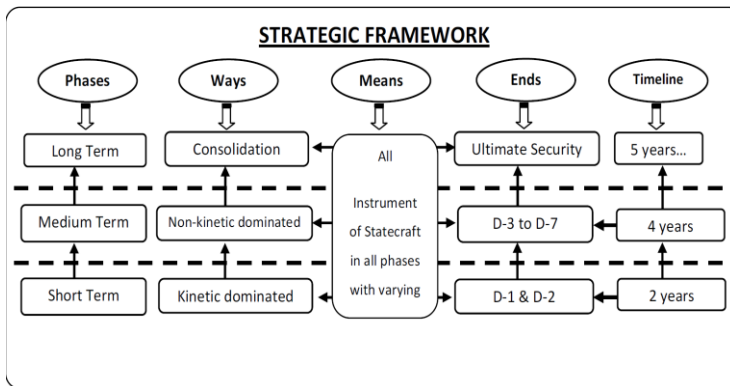 STRATEGIC FRAMEWORK
Phases
Ways
Means
Ends
Timeline
Long Term
Consolidation
All
Ultimate Security
5 years...
Instrument
of Statecraft
in all phases
with varying
Medium Term
Non-kinetic dominated
D-3 to D-7
4 years
Short Term
Kinetic dominated
D-1 & D-2
2 years